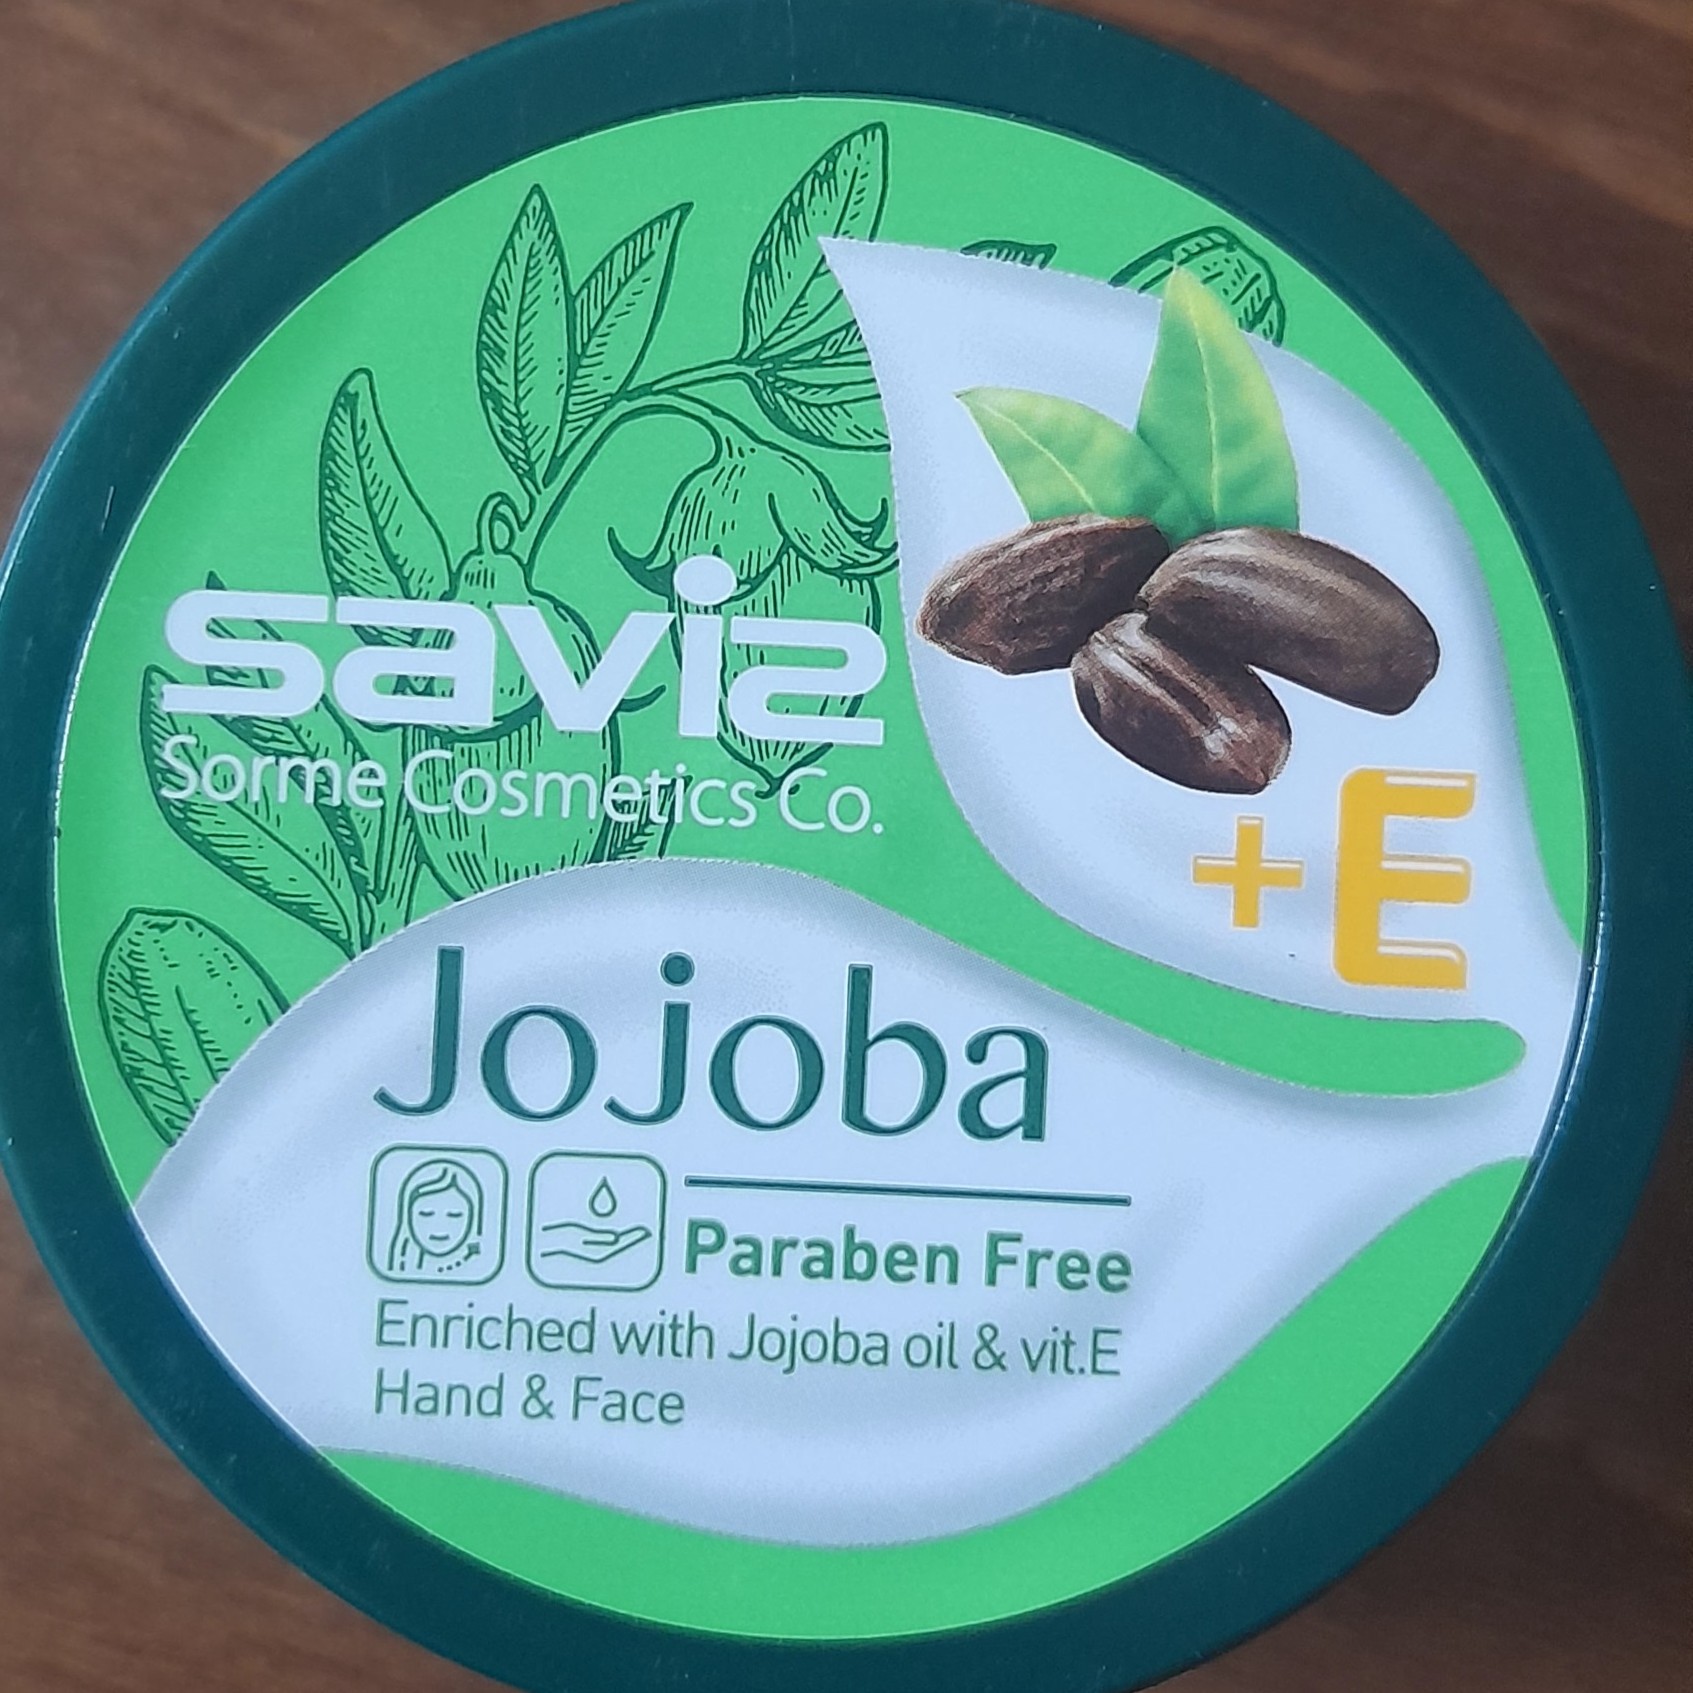 saviz
Sorme Cosmetics Co.
+E
Jojoba
Paraben Free
Enriched with Jojoba oil & vit.E
Hand & Face